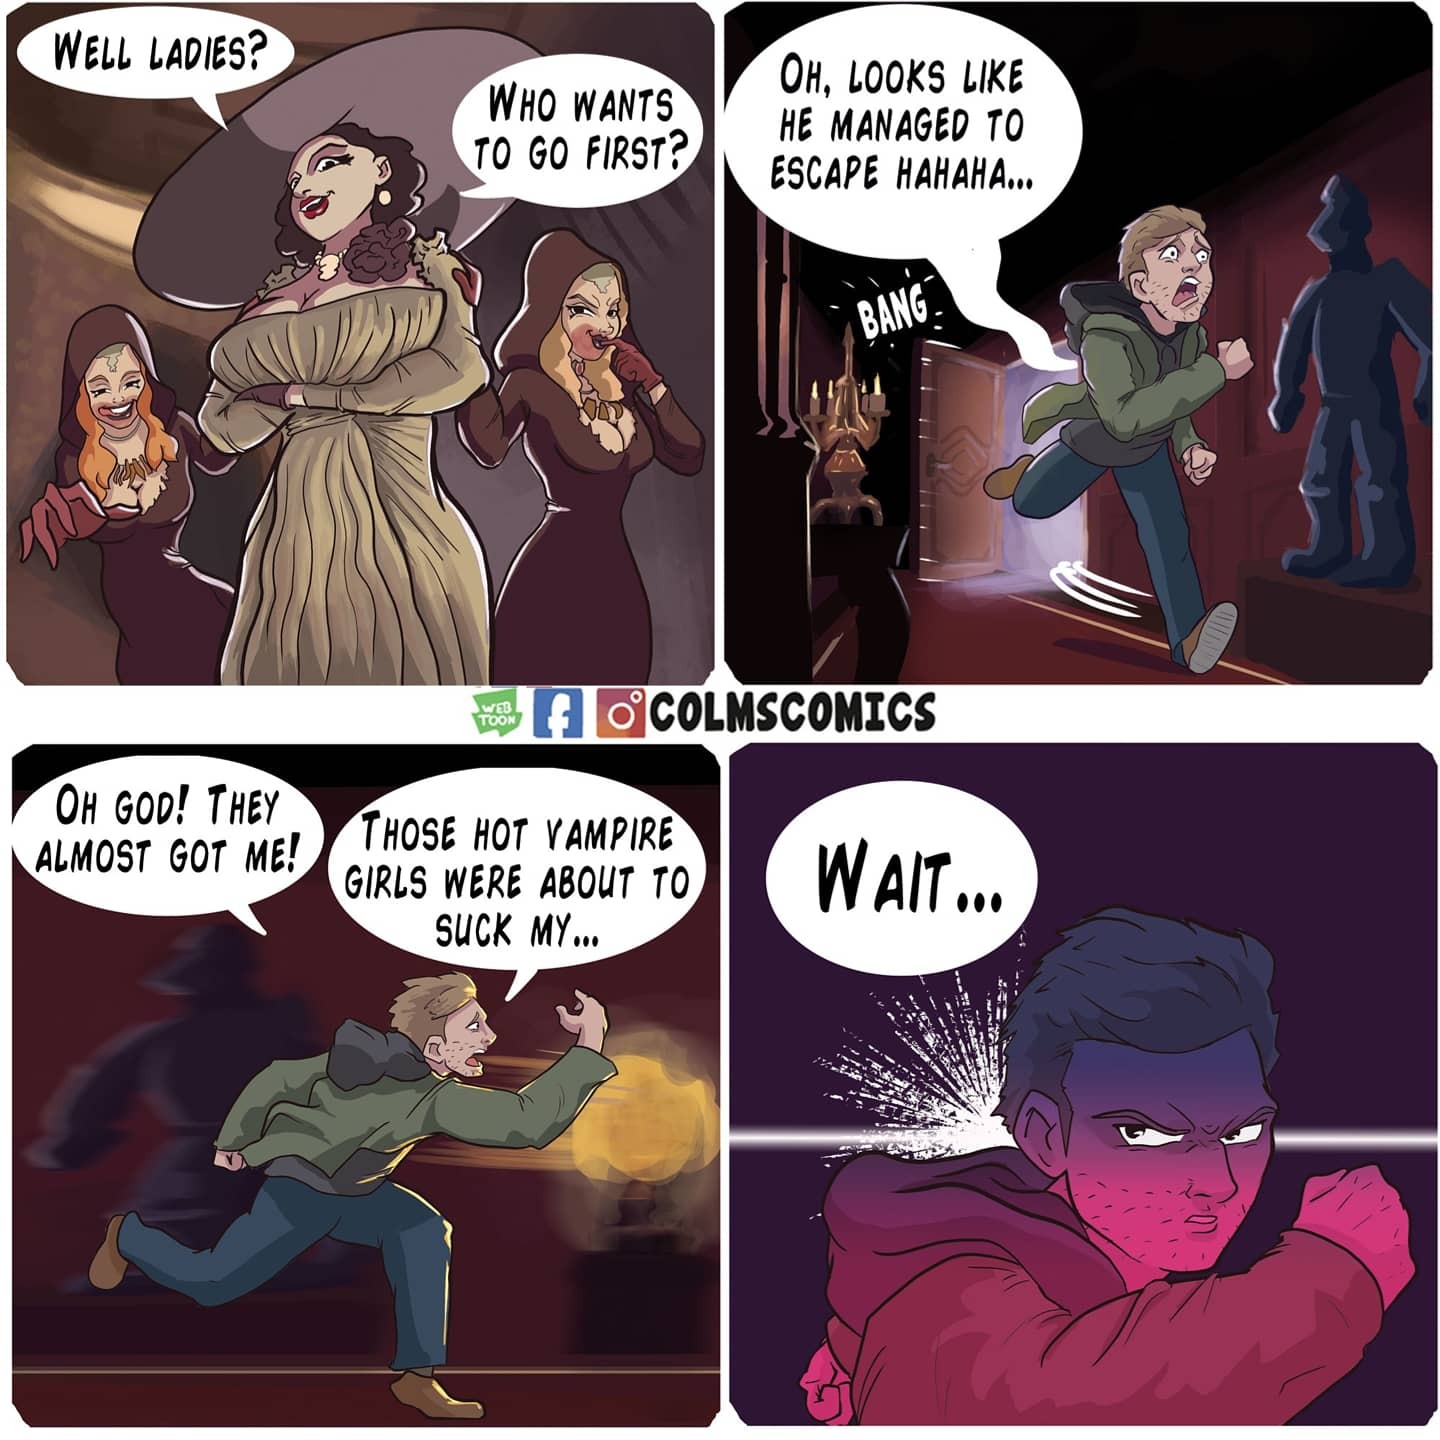 WELL LADIES?
WHO WANTS
TO GO FIRST?
OH, LOOKS LIKE
HE MANAGED TO
ESCAPE HAHAHA...
BANG
WEB
TOON
f
COLMSCOMICS
OH GOD! THEY
ALMOST GOT ME!
THOSE HOT VAMPIRE
GIRLS WERE ABOUT TO
SUCK MY...
WAIT...